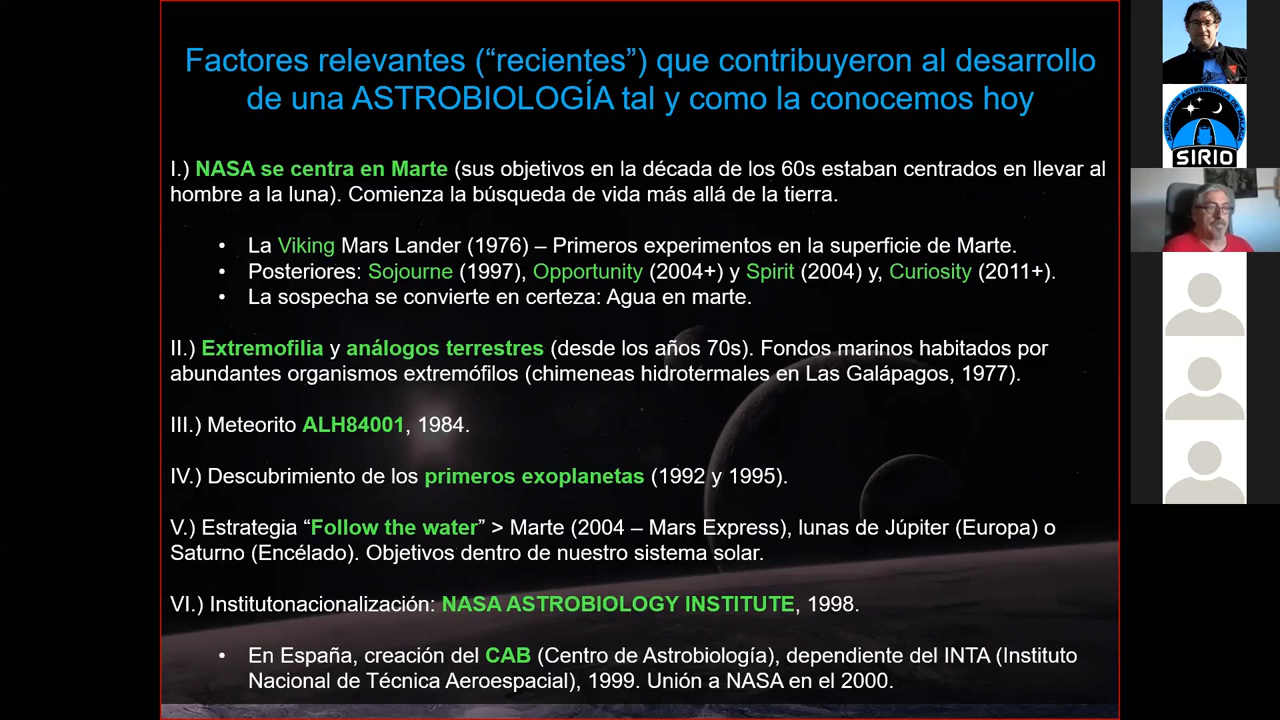 Factores relevantes (“recientes”) que contribuyeron al desarrollo
de una ASTROBIOLOGÍA tal y como la conocemos hoy
I.) NASA se centra en Marte (sus objetivos en la década de los 60s estaban centrados en llevar al
hombre a la luna). Comienza la búsqueda de vida más allá de la tierra.
• La Viking Mars Lander (1976) – Primeros experimentos en la superficie de Marte.
• Posteriores: Sojourne (1997), Opportunity (2004+) y Spirit (2004) y, Curiosity (2011+).
• La sospecha se convierte en certeza: Agua en marte.
II.) Extremofilia y análogos terrestres (desde los años 70s). Fondos marinos habitados por
abundantes organismos extremófilos (chimeneas hidrotermales en Las Galápagos, 1977).
III.) Meteorito ALH84001, 1984.
IV.) Descubrimiento de los primeros exoplanetas (1992 y 1995).
V.) Estrategia “Follow the water” > Marte (2004 – Mars Express), lunas de Júpiter (Europa) o
Saturno (Encélado). Objetivos dentro de nuestro sistema solar.
VI.) Institutonacionalización: NASA ASTROBIOLOGY INSTITUTE, 1998.
• En España, creación del CAB (Centro de Astrobiología), dependiente del INTA (Instituto
Nacional de Técnica Aeroespacial), 1999. Unión a NASA en el 2000.
AGRUPACIÓN ASTRONÓMICA DE MÁLAGA
SIRIO